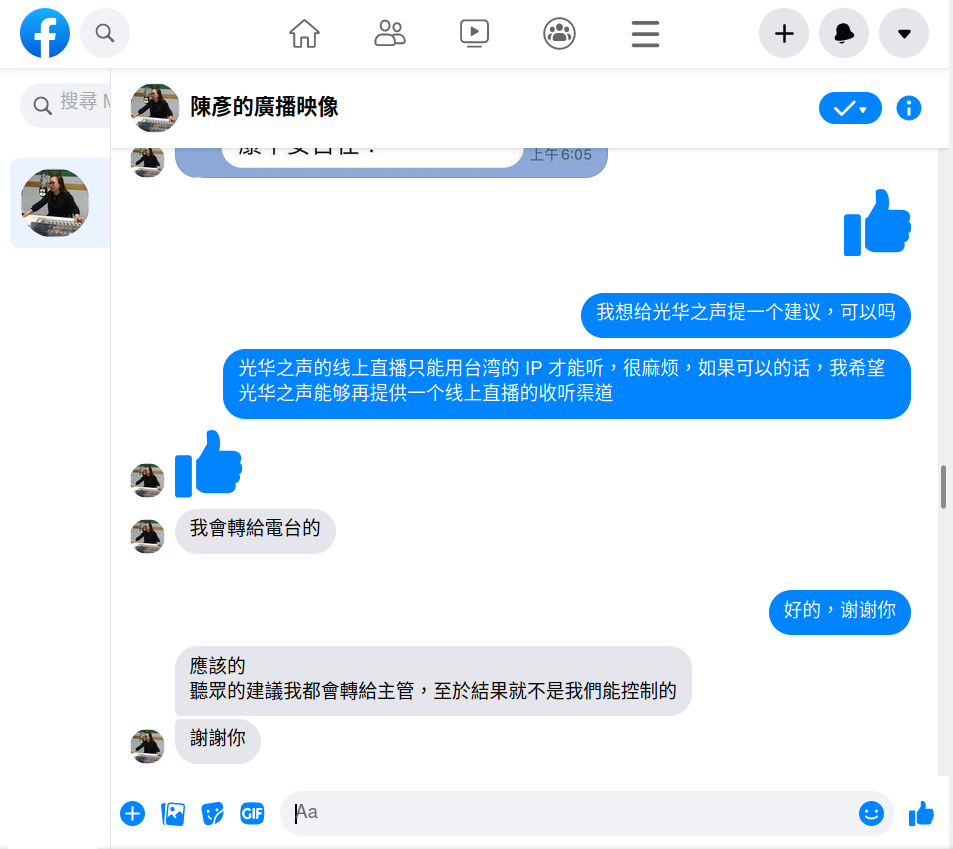 搜尋 M
陳彥的廣播映像
康平安自在！
上午6:05
我想给光华之声提一个建议，可以吗
光华之声的线上直播只能用台湾的 IP 才能听，很麻烦，如果可以的话，我希望
光华之声能够再提供一个线上直播的收听渠道
我會轉給電台的
好的，谢谢你
應該的
聽眾的建議我都會轉給主管，至於結果就不是我們能控制的
謝謝你
GIF
Aa